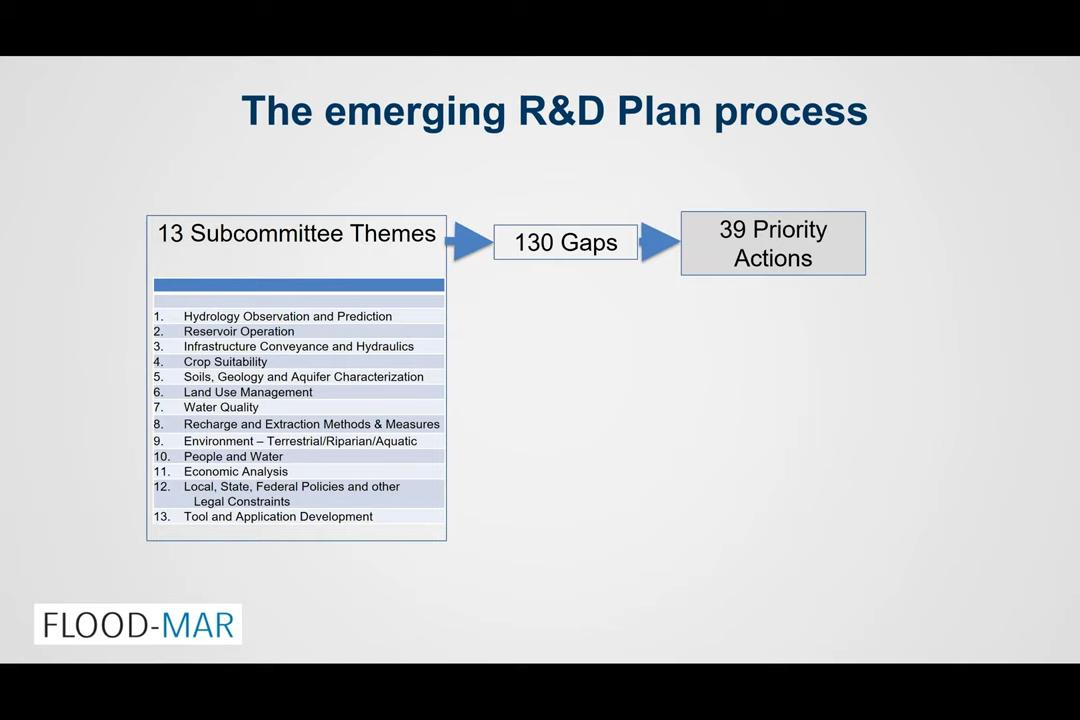 The emerging R&D Plan process
13 Subcommittee Themes
1. Hydrology Observation and Prediction
2. Reservoir Operation
3. Infrastructure Conveyance and Hydraulics
4. Crop Suitability
5. Soils, Geology and Aquifer Characterization
6. Land Use Management
7. Water Quality
8. Recharge and Extraction Methods & Measures
9. Environment – Terrestrial/Riparian/Aquatic
10. People and Water
11. Economic Analysis
12. Local, State, Federal Policies and other
Legal Constraints
13. Tool and Application Development
130 Gaps
39 Priority
Actions
FLOOD-MAR